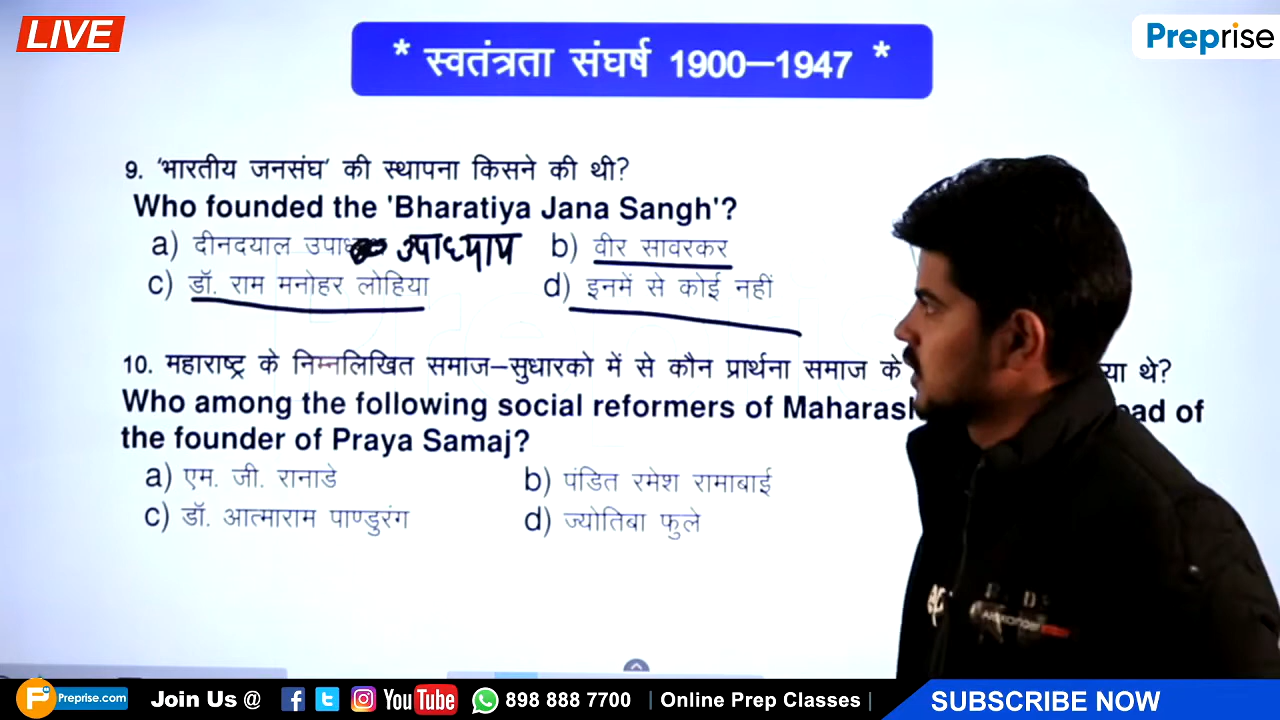 LIVE
* स्वतंत्रता संघर्ष 1900–1947 *
Preprise
9. 'भारतीय जनसंघ' की स्थापना किसने की थी?
Who founded the 'Bharatiya Jana Sangh'?
a) दीनदयाल उपाध्याय b) वीर सावरकर
c) डॉ. राम मनोहर लोहिया d) इनमें से कोई नहीं
10. महाराष्ट्र के निम्नलिखित समाज–सुधारको में से कौन प्रार्थना समाज के थे?
Who among the following social reformers of of
the founder of Praya Samaj?
a) एम. जी. रानाडे b) पंडित रमेश रामाबाई
c) डॉ. आत्माराम पाण्डुरंग d) ज्योतिबा फुले
Preprise.com Join Us @ YouTube 898 888 7700 | Online Prep Classes | SUBSCRIBE NOW